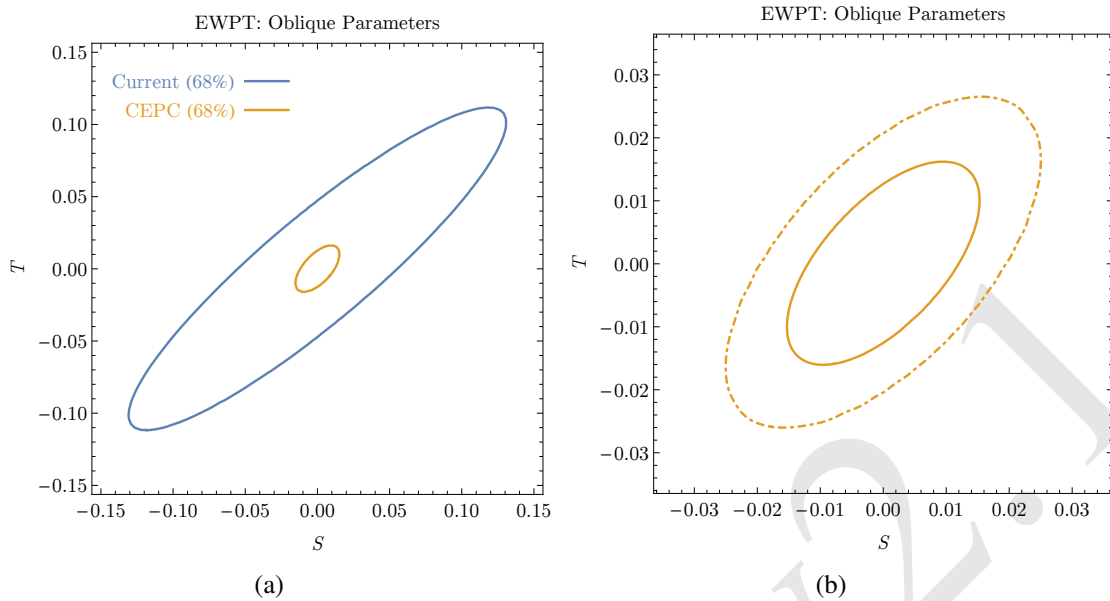 EWPT: Oblique Parameters
Current (68%)
CEPC (68%)
0.15
0.10
0.05
0.00
−0.05
−0.10
−0.15
T
−0.15 −0.10 −0.05 0.00 0.05 0.10 0.15
S
(a)
EWPT: Oblique Parameters
0.03
0.02
0.01
0.00
−0.01
−0.02
−0.03
T
−0.03 −0.02 −0.01 0.00 0.01 0.02 0.03
S
(b)